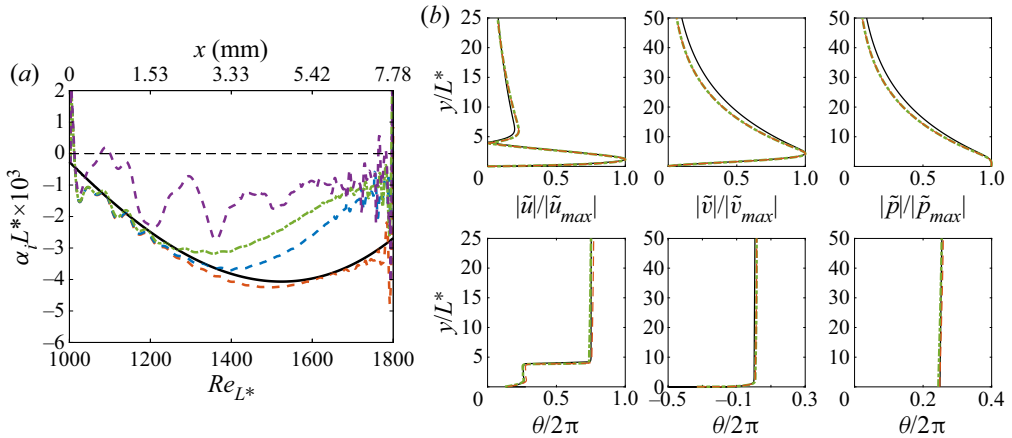 (a)
x (mm)
0 1.53 3.33 5.42 7.78
2
1
0
−1
−2
−3
−4
−5
−6
α_i L* × 10³
1000 1200 1400 1600 1800
Re_{L*}
(b)
25
20
15
10
5
y/L*
0 0.5 1.0
|ũ|/|ũ_max|
50
40
30
20
10
0 0.5 1.0
|ṽ|/|ṽ_max|
50
40
30
20
10
0 0.5 1.0
|p̃|/|p̃_max|
25
20
15
10
5
y/L*
0 0.5 1.0
θ/2π
50
40
30
20
10
0
−0.5 −0.1 0.3
θ/2π
50
40
30
20
10
0
0 0.2 0.4
θ/2π